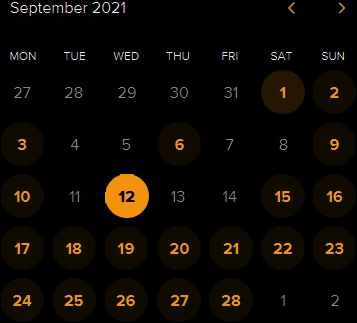 September 2021 < >
MON TUE WED THU FRI SAT SUN
27 28 29 30 31 1 2
3 4 5 6 7 8 9
10 11 12 13 14 15 16
17 18 19 20 21 22 23
24 25 26 27 28 1 2